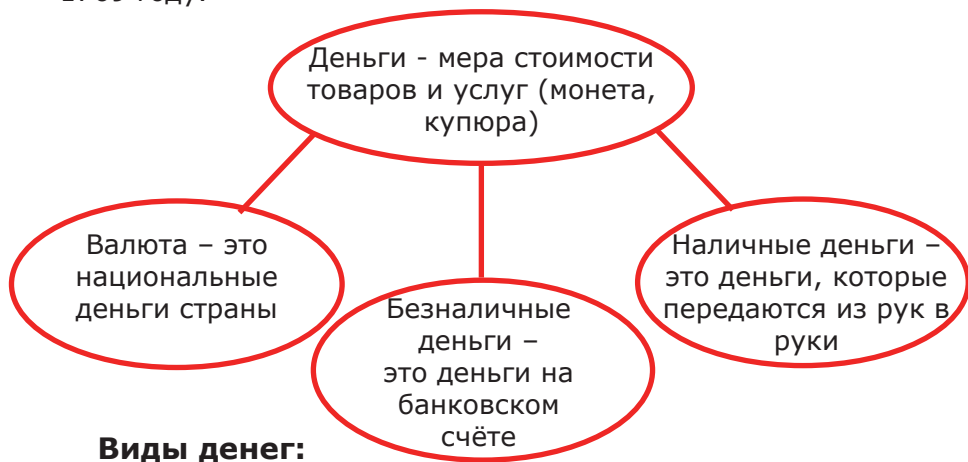 Деньги - мера стоимости
товаров и услуг (монета,
купюра)
Валюта – это
национальные
деньги страны
Безналичные
деньги –
это деньги на
банковском
счёте
Наличные деньги –
это деньги, которые
передаются из рук в
руки
Виды денег: